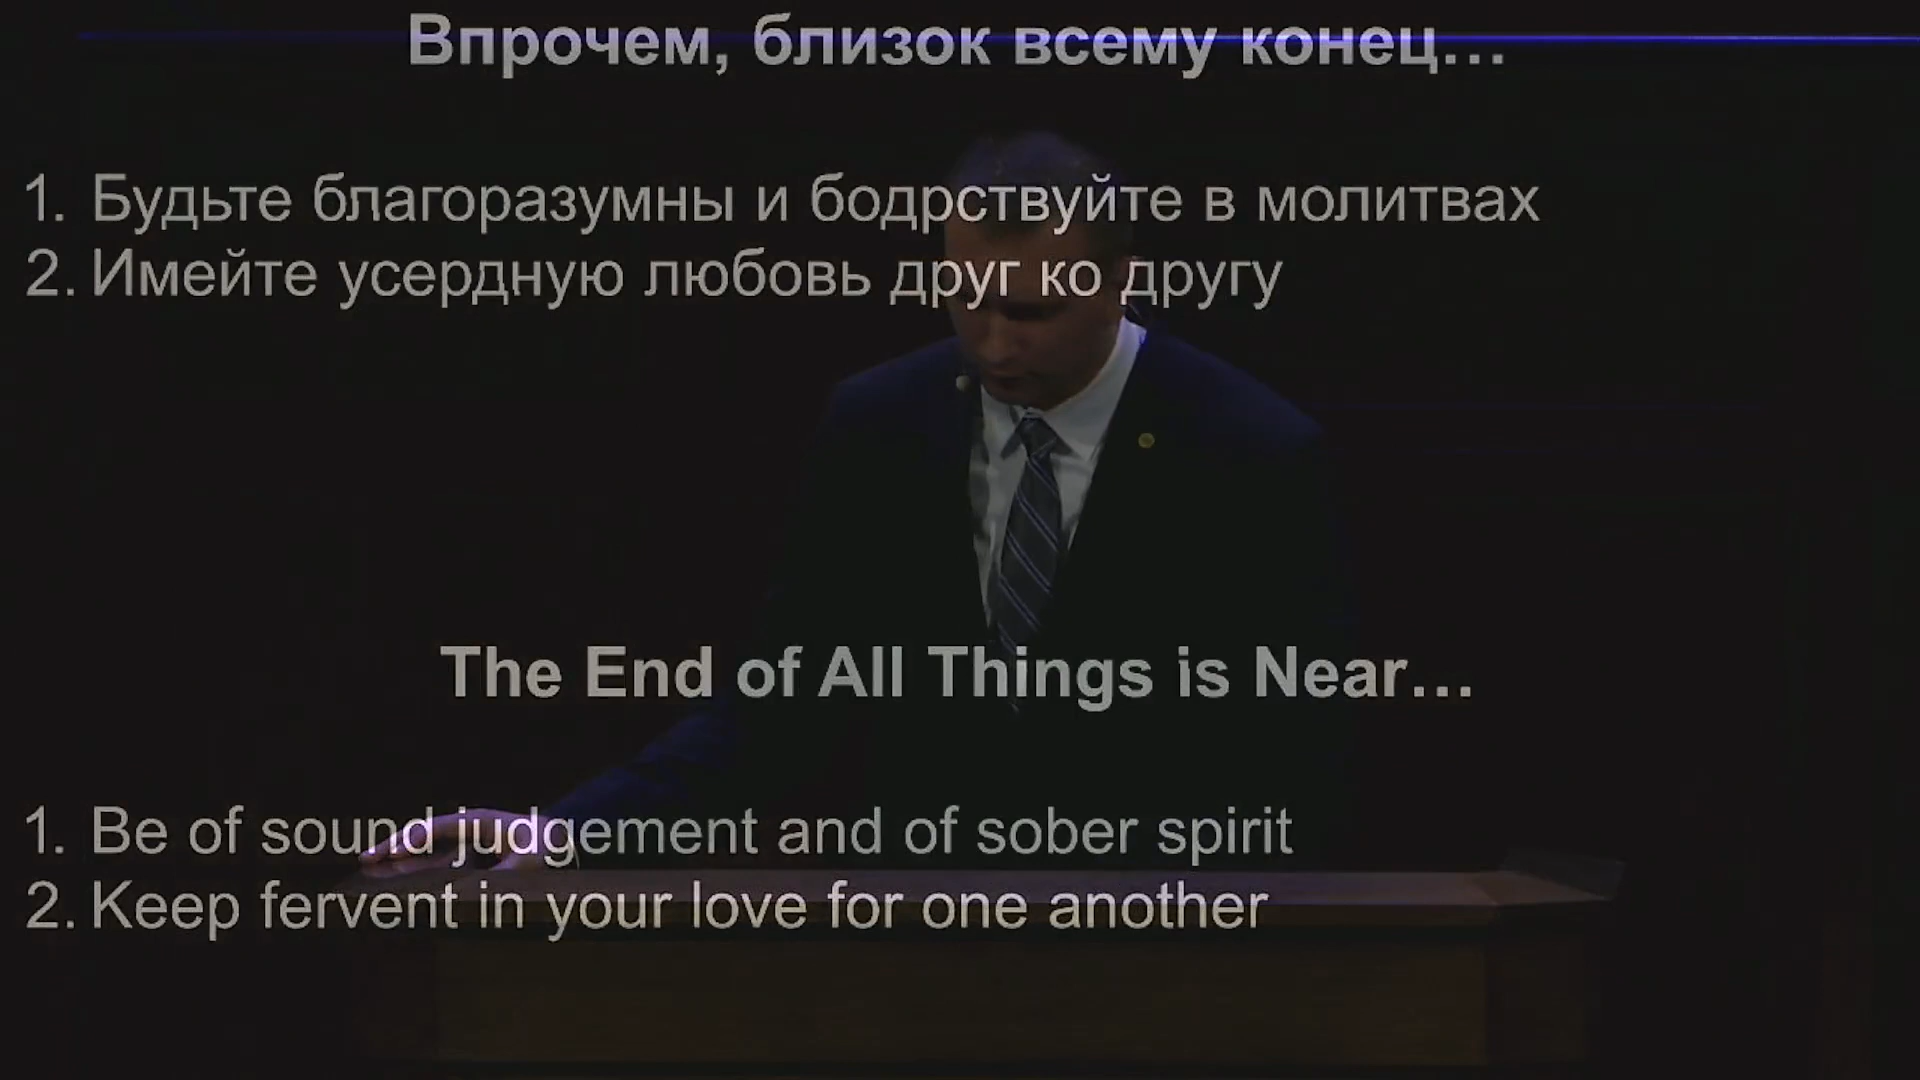 Впрочем, близок всему конец...
1. Будьте благоразумны и бодрствуйте в молитвах
2. Имейте усердную любовь друг ко другу
The End of All Things is Near...
1. Be of sound judgement and of sober spirit
2. Keep fervent in your love for one another